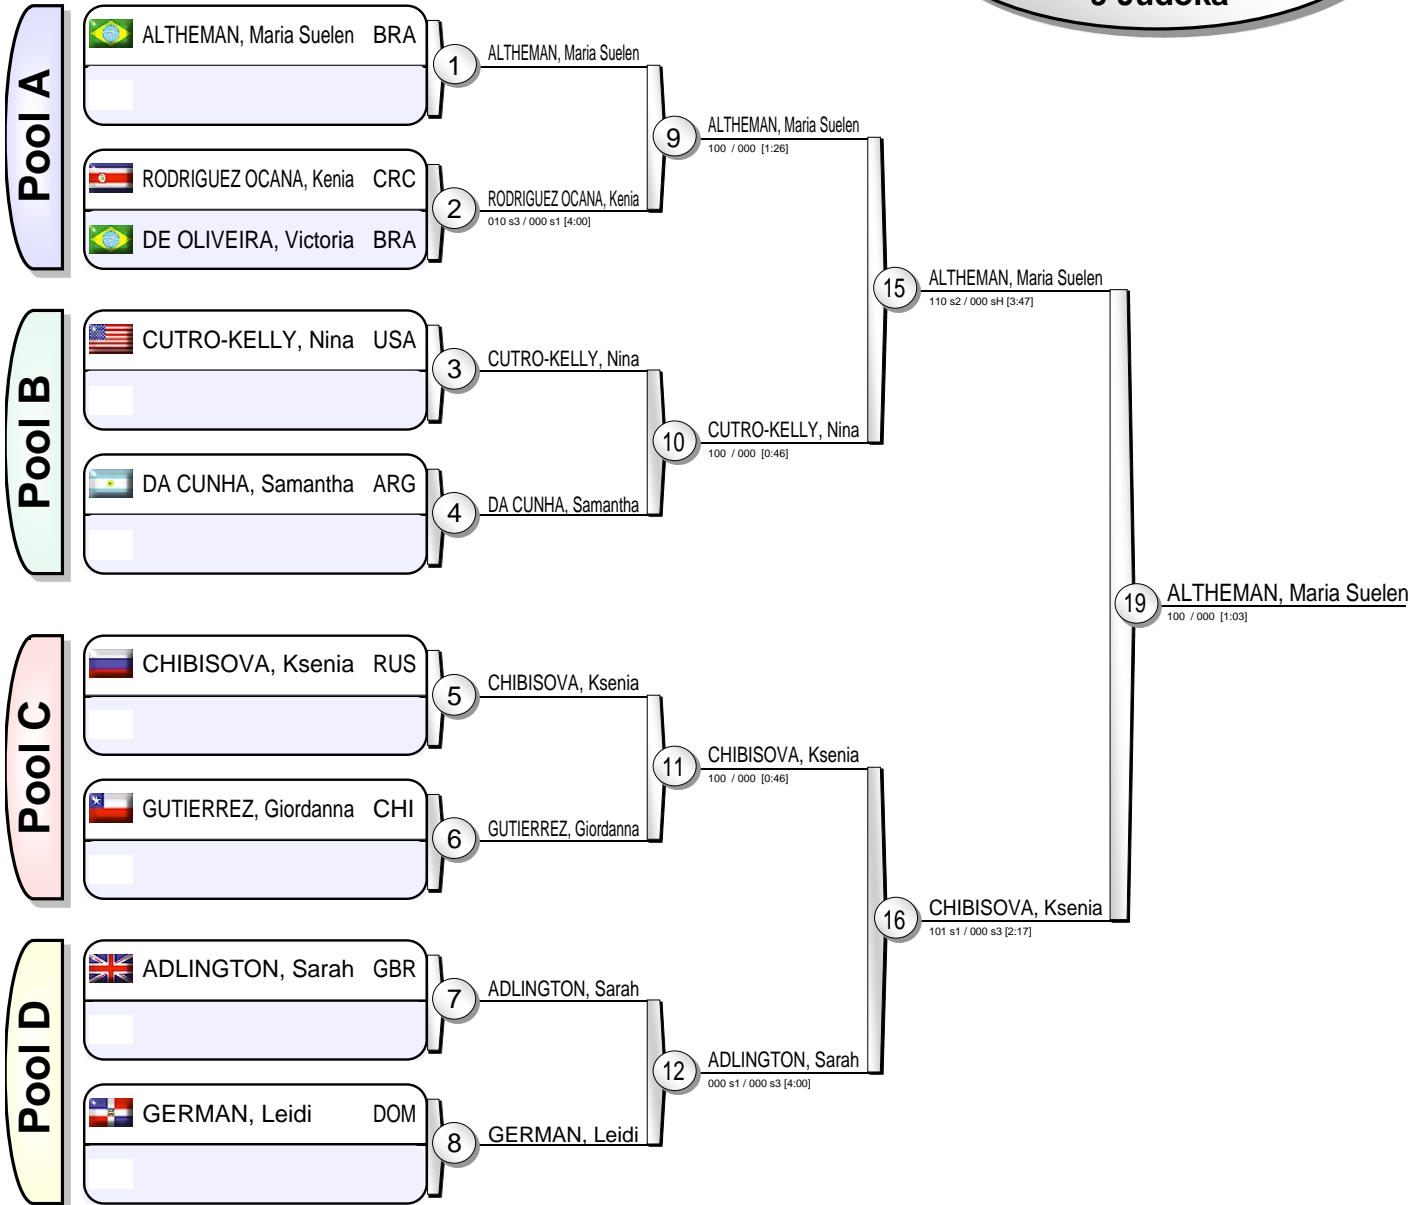 9 Judoka
Pool A
ALTHEMAN, Maria Suelen BRA
1
ALTHEMAN, Maria Suelen
RODRIGUEZ OCANA, Kenia CRC
DE OLIVEIRA, Victoria BRA
2
RODRIGUEZ OCANA, Kenia
010 s3 / 000 s1 [4:00]
9
ALTHEMAN, Maria Suelen
100 / 000 [1:26]
Pool B
CUTRO-KELLY, Nina USA
3
CUTRO-KELLY, Nina
DA CUNHA, Samantha ARG
4
DA CUNHA, Samantha
10
CUTRO-KELLY, Nina
100 / 000 [0:46]
15
ALTHEMAN, Maria Suelen
110 s2 / 000 sH [3:47]
Pool C
CHIBISOVA, Ksenia RUS
5
CHIBISOVA, Ksenia
GUTIERREZ, Giordanna CHI
6
GUTIERREZ, Giordanna
11
CHIBISOVA, Ksenia
100 / 000 [0:46]
Pool D
ADLINGTON, Sarah GBR
7
ADLINGTON, Sarah
GERMAN, Leidi DOM
8
GERMAN, Leidi
12
ADLINGTON, Sarah
000 s1 / 000 s3 [4:00]
16
CHIBISOVA, Ksenia
101 s1 / 000 s3 [2:17]
19
ALTHEMAN, Maria Suelen
100 / 000 [1:03]